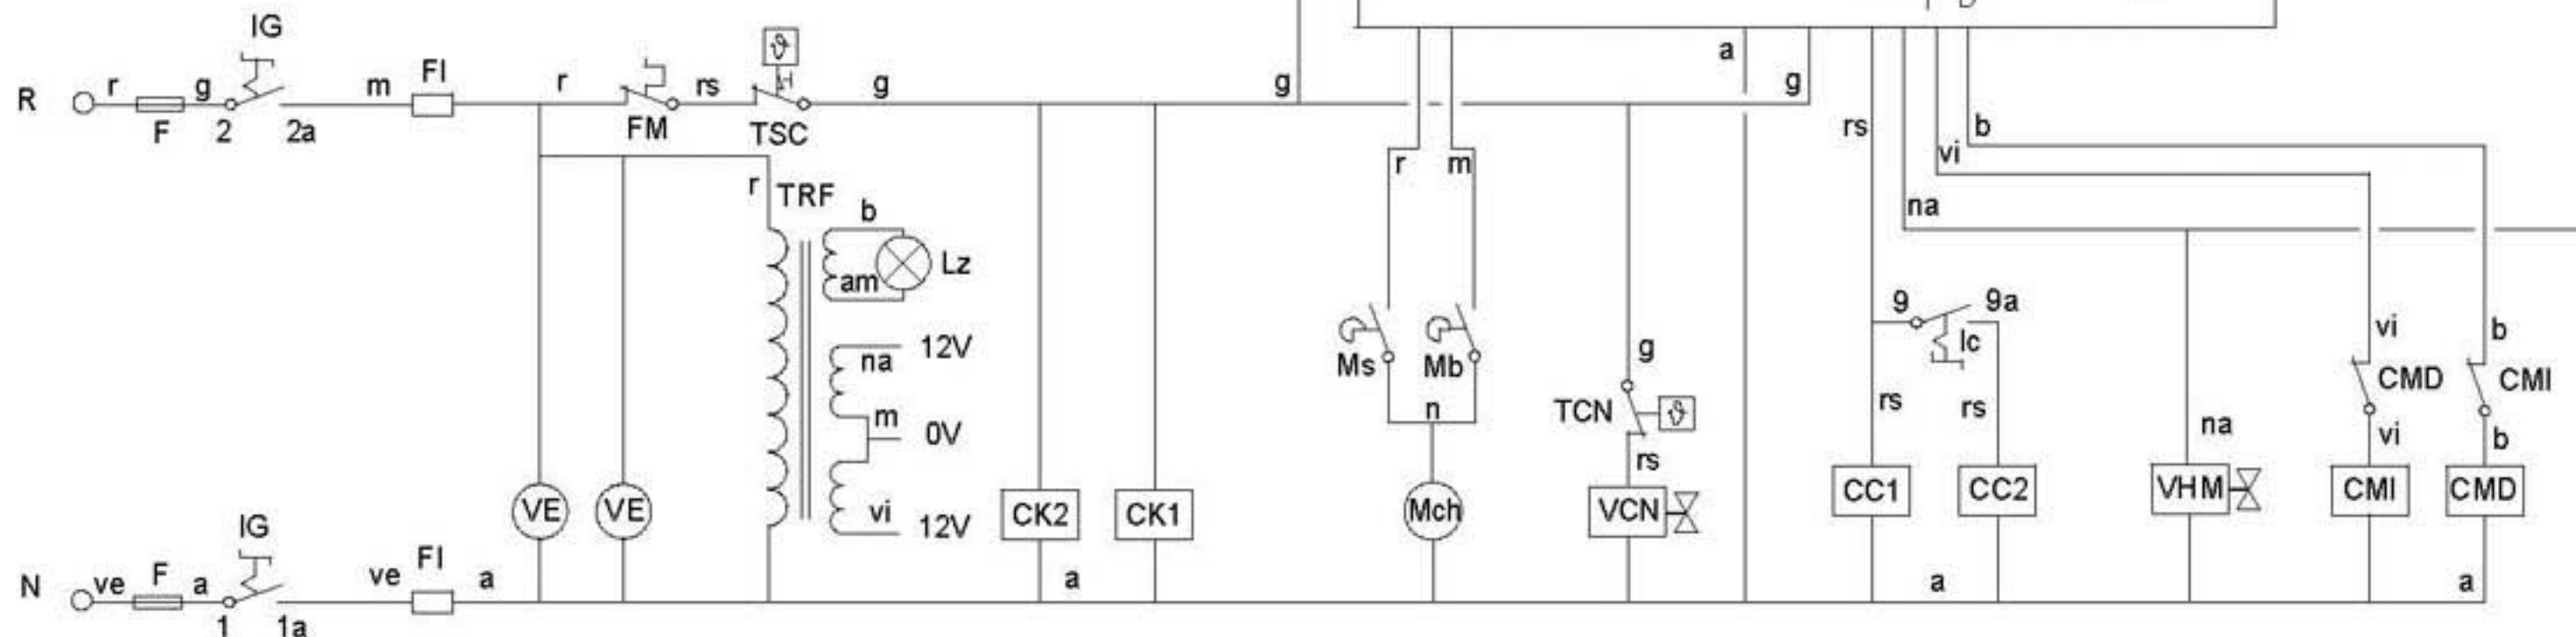 IG
FI
r
g
m
r
rs
g
g
a
g
R
F
2
2a
FM
TSC
rs
b
vi
r
m
r
TRF
b
na
am
Lz
9
9a
Ic
12V
na
Ms
Mb
g
vi
b
CMD
CMI
m
0V
n
TCN
rs
rs
na
vi
b
rs
vi
12V
VE
VE
CK2
CK1
Mch
VCN
CC1
CC2
VHM
CMI
CMD
IG
FI
N
ve
F
a
ve
a
a
a
a
1
1a